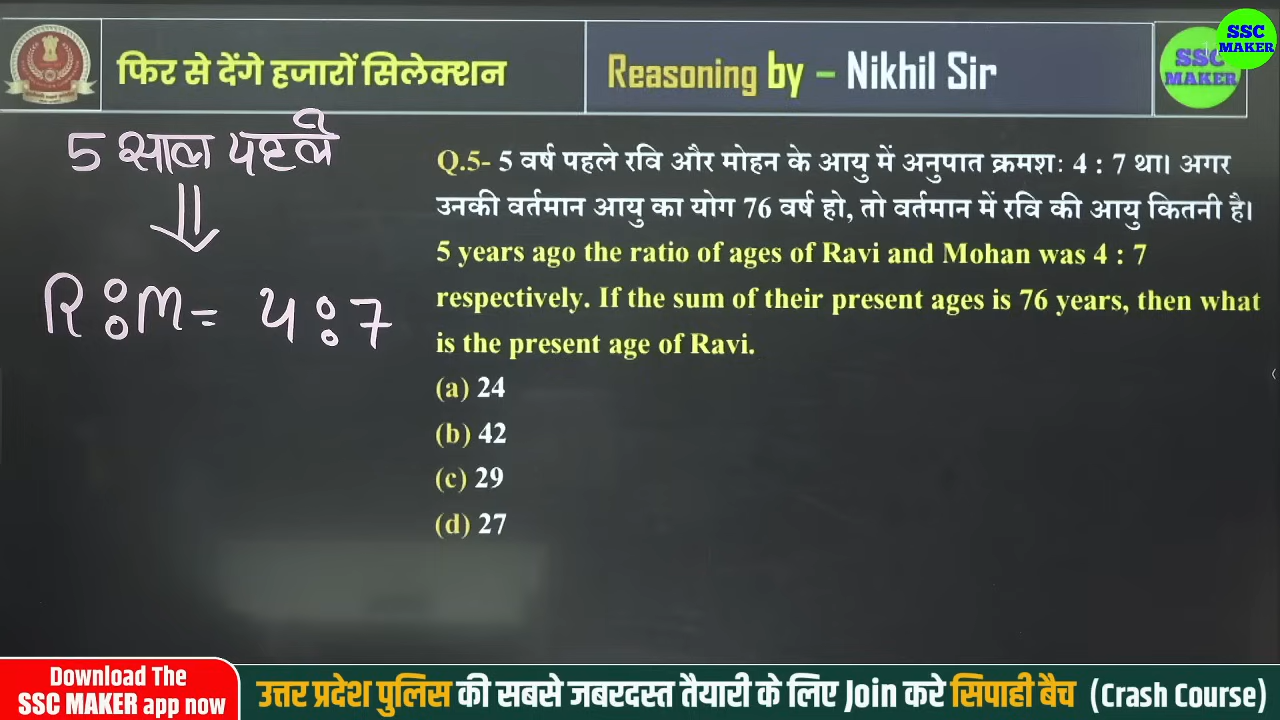 फिर से देंगे हजारों सिलेक्शन
Reasoning by – Nikhil Sir
SSC
MAKER
SSC
MAKER
5 साल पहले
R : M = 4 : 7
Q.5- 5 वर्ष पहले रवि और मोहन के आयु में अनुपात क्रमशः 4 : 7 था। अगर
उनकी वर्तमान आयु का योग 76 वर्ष हो, तो वर्तमान में रवि की आयु कितनी है।
5 years ago the ratio of ages of Ravi and Mohan was 4 : 7
respectively. If the sum of their present ages is 76 years, then what
is the present age of Ravi.
(a) 24
(b) 42
(c) 29
(d) 27
Download The
SSC MAKER app now
उत्तर प्रदेश पुलिस की सबसे जबरदस्त तैयारी के लिए Join करे सिपाही बैच (Crash Course)